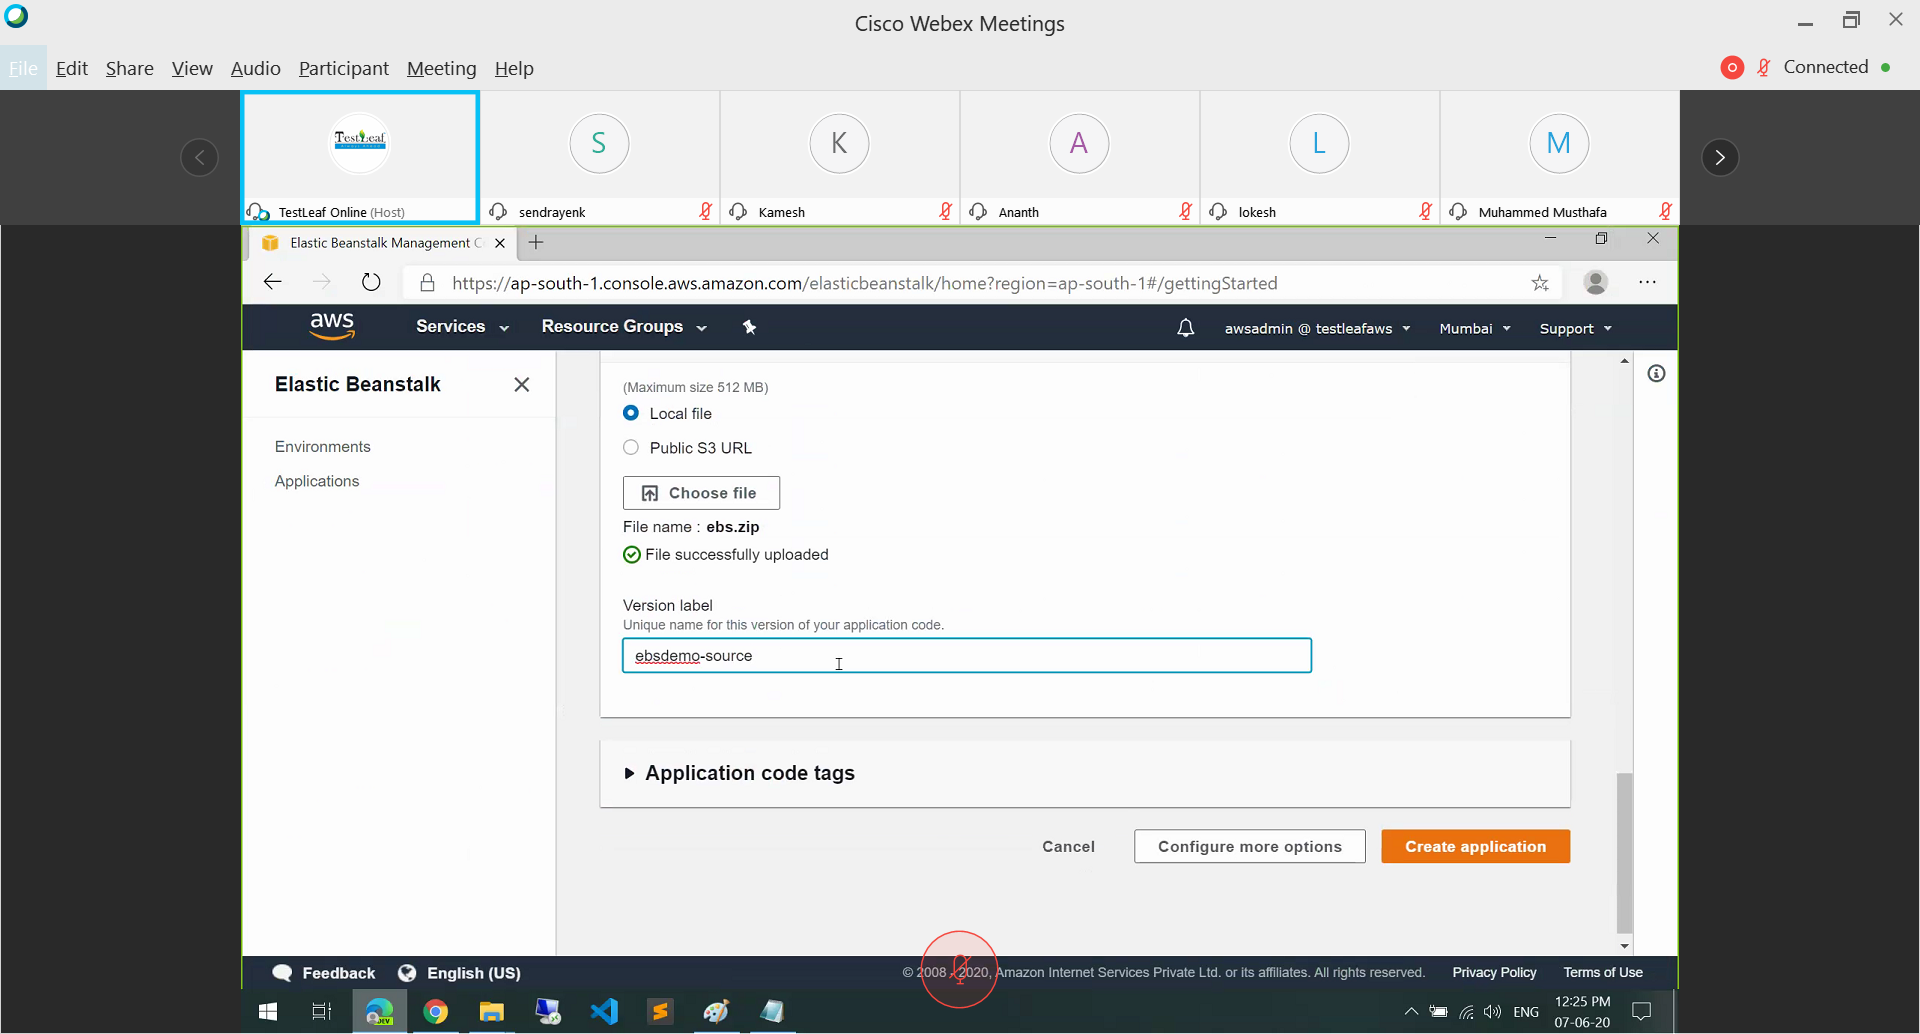 Cisco Webex Meetings
File Edit Share View Audio Participant Meeting Help
Connected
TestLeaf
S K A L M
TestLeaf Online (Host) sendrayenk Kamesh Ananth lokesh Muhammed Musthafa
Elastic Beanstalk Management C
https://ap-south-1.console.aws.amazon.com/elasticbeanstalk/home?region=ap-south-1#/gettingStarted
aws Services Resource Groups awsadmin @ testleafaws Mumbai Support
Elastic Beanstalk
Environments
Applications
(Maximum size 512 MB)
Local file
Public S3 URL
Choose file
File name : ebs.zip
File successfully uploaded
Version label
Unique name for this version of your application code.
ebsdemo-source
Application code tags
Cancel Configure more options Create application
Feedback English (US) © 2008 - 2020, Amazon Internet Services Private Ltd. or its affiliates. All rights reserved. Privacy Policy Terms of Use
DEV
ENG 12:25 PM
07-06-20